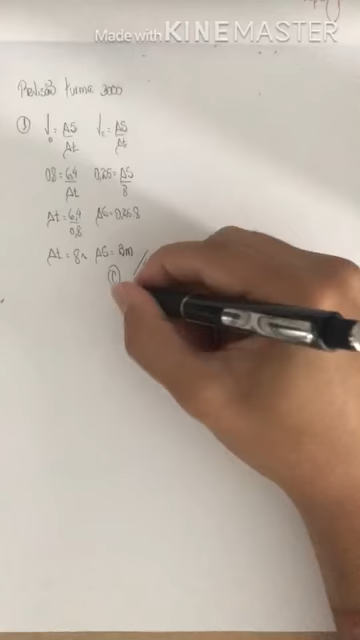 Made with KINEMASTER
Revisão turma 3000
① V = ΔS V = ΔS
Δt Δt
0,8 = 6,4 0,25 = ΔS
Δt 8
Δt = 6,4 ΔS = 0,25.8
0,8
Δt = 8s ΔS = 2m
C